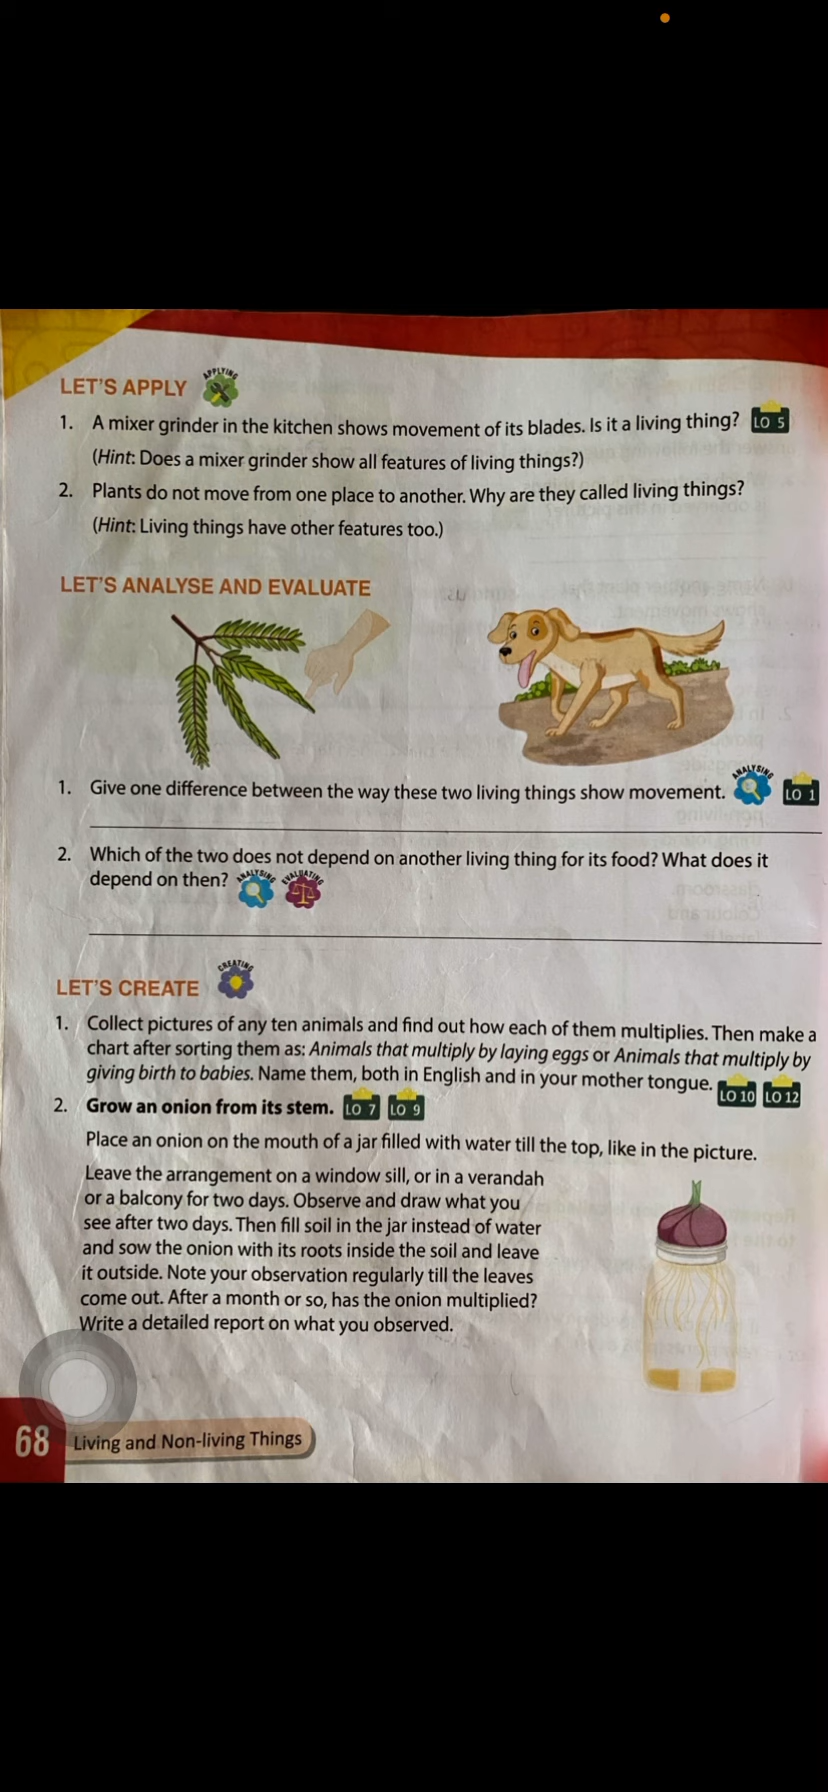 LET'S APPLY
APPLYING
1. A mixer grinder in the kitchen shows movement of its blades. Is it a living thing? LO 5
(Hint: Does a mixer grinder show all features of living things?)
2. Plants do not move from one place to another. Why are they called living things?
(Hint: Living things have other features too.)
LET'S ANALYSE AND EVALUATE
1. Give one difference between the way these two living things show movement. ANALYSING LO 1
2. Which of the two does not depend on another living thing for its food? What does it
depend on then? ANALYSING EVALUATING
LET'S CREATE
CREATING
1. Collect pictures of any ten animals and find out how each of them multiplies. Then make a
chart after sorting them as: Animals that multiply by laying eggs or Animals that multiply by
giving birth to babies. Name them, both in English and in your mother tongue. LO 10 LO 12
2. Grow an onion from its stem. LO 7 LO 9
Place an onion on the mouth of a jar filled with water till the top, like in the picture.
Leave the arrangement on a window sill, or in a verandah
or a balcony for two days. Observe and draw what you
see after two days. Then fill soil in the jar instead of water
and sow the onion with its roots inside the soil and leave
it outside. Note your observation regularly till the leaves
come out. After a month or so, has the onion multiplied?
Write a detailed report on what you observed.
68 Living and Non-living Things